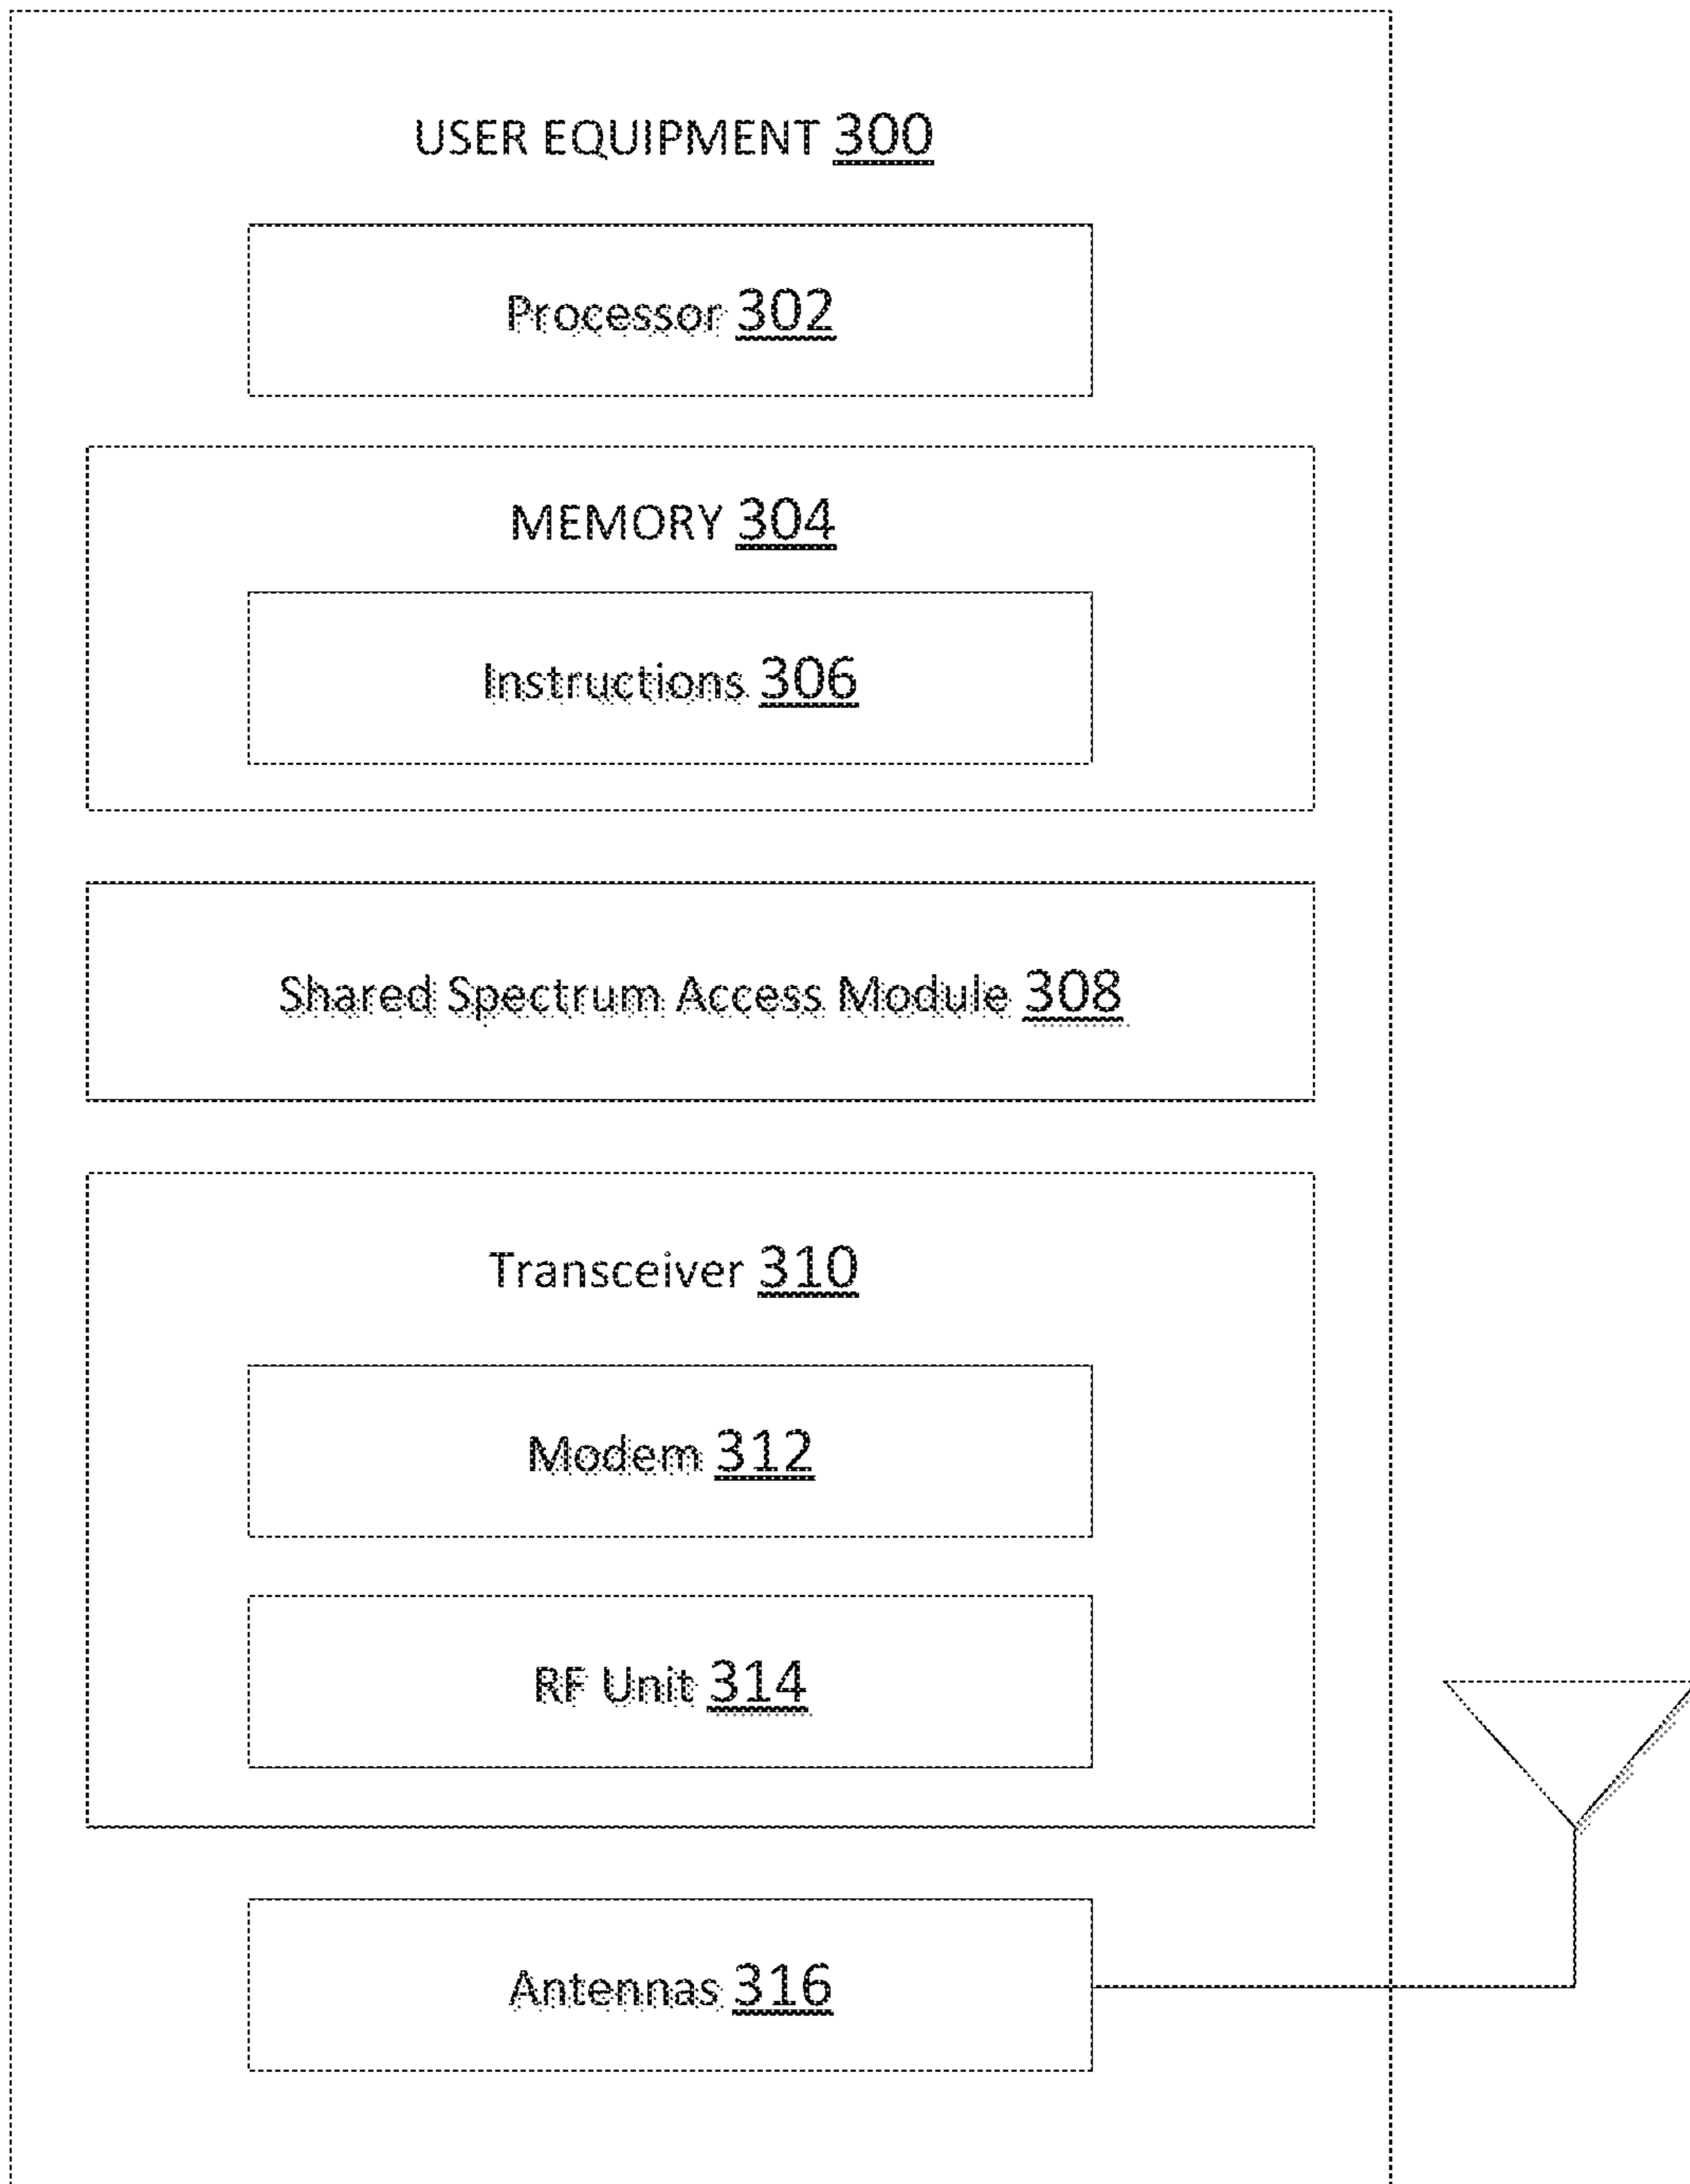 USER EQUIPMENT 300
Processor 302
MEMORY 304
Instructions 306
Shared Spectrum Access Module 308
Transceiver 310
Modem 312
RF Unit 314
Antennas 316